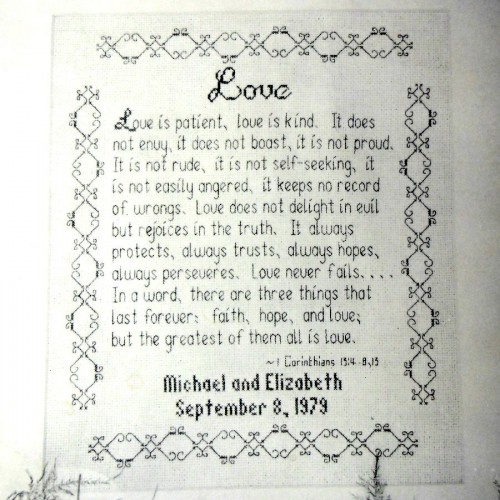 Love
Love is patient, love is kind. It does
not envy, it does not boast, it is not proud.
It is not rude, it is not self-seeking, it
is not easily angered, it keeps no record
of wrongs. Love does not delight in evil
but rejoices in the truth. It always
protects, always trusts, always hopes,
always perseveres. Love never fails....
In a word, there are three things that
last forever: faith, hope, and love;
but the greatest of them all is love.
~1 Corinthians 13:4-8,13
Michael and Elizabeth
September 8, 1979